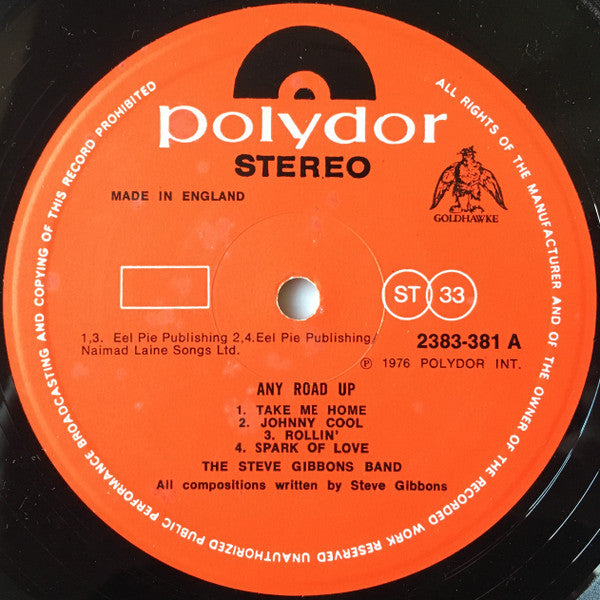 polydor
STEREO
MADE IN ENGLAND
GOLDHAWKE
ST 33
1,3. Eel Pie Publishing 2,4.Eel Pie Publishing/
Naimad Laine Songs Ltd.
2383-381 A
Ⓟ 1976 POLYDOR INT.
ANY ROAD UP
1. TAKE ME HOME
2. JOHNNY COOL
3. ROLLIN'
4. SPARK OF LOVE
THE STEVE GIBBONS BAND
All compositions written by Steve Gibbons
ALL RIGHTS OF THE MANUFACTURER AND OF THE OWNER OF THE RECORDED WORK RESERVED UNAUTHORIZED PUBLIC PERFORMANCE BROADCASTING AND COPYING OF THIS RECORD PROHIBITED